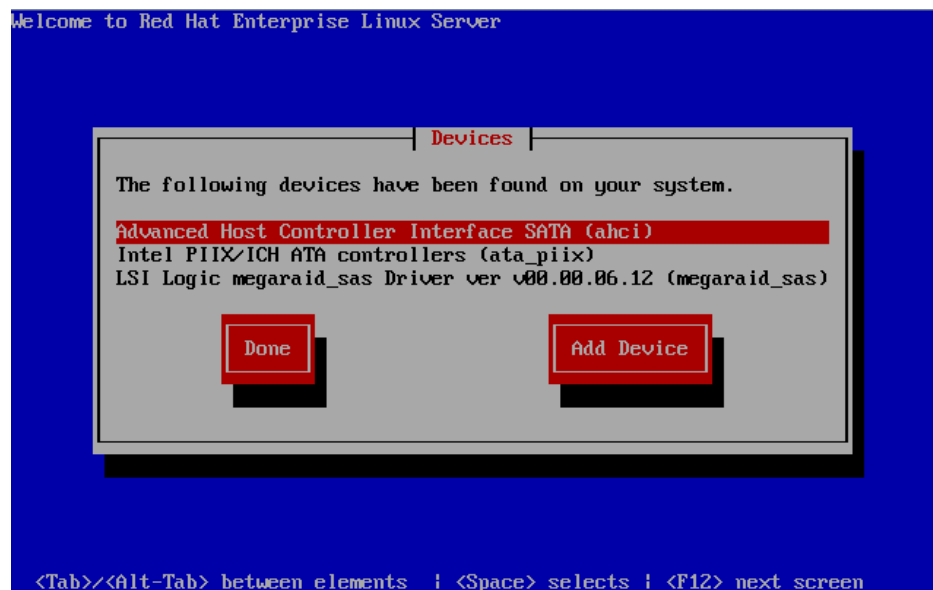 Welcome to Red Hat Enterprise Linux Server
Devices
The following devices have been found on your system.
Advanced Host Controller Interface SATA (ahci)
Intel PIIX/ICH ATA controllers (ata_piix)
LSI Logic megaraid_sas Driver ver v00.00.06.12 (megaraid_sas)
Done Add Device
<Tab>/<Alt-Tab> between elements | <Space> selects | <F12> next screen